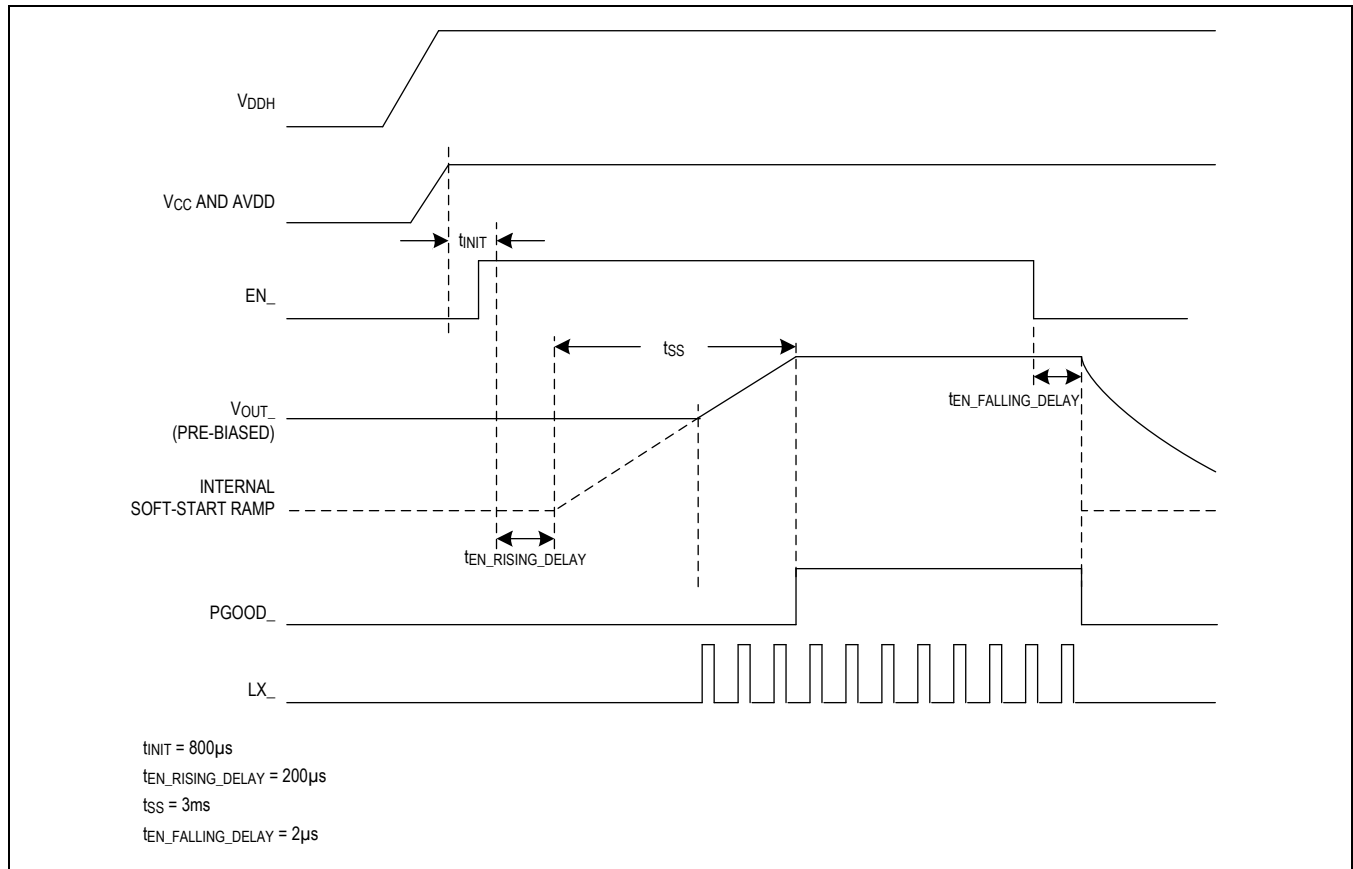 VDDH
VCC AND AVDD
tINIT
EN_
tSS
VOUT_
(PRE-BIASED)
tEN_FALLING_DELAY
INTERNAL
SOFT-START RAMP
tEN_RISING_DELAY
PGOOD_
LX_
tINIT = 800µs
tEN_RISING_DELAY = 200µs
tSS = 3ms
tEN_FALLING_DELAY = 2µs